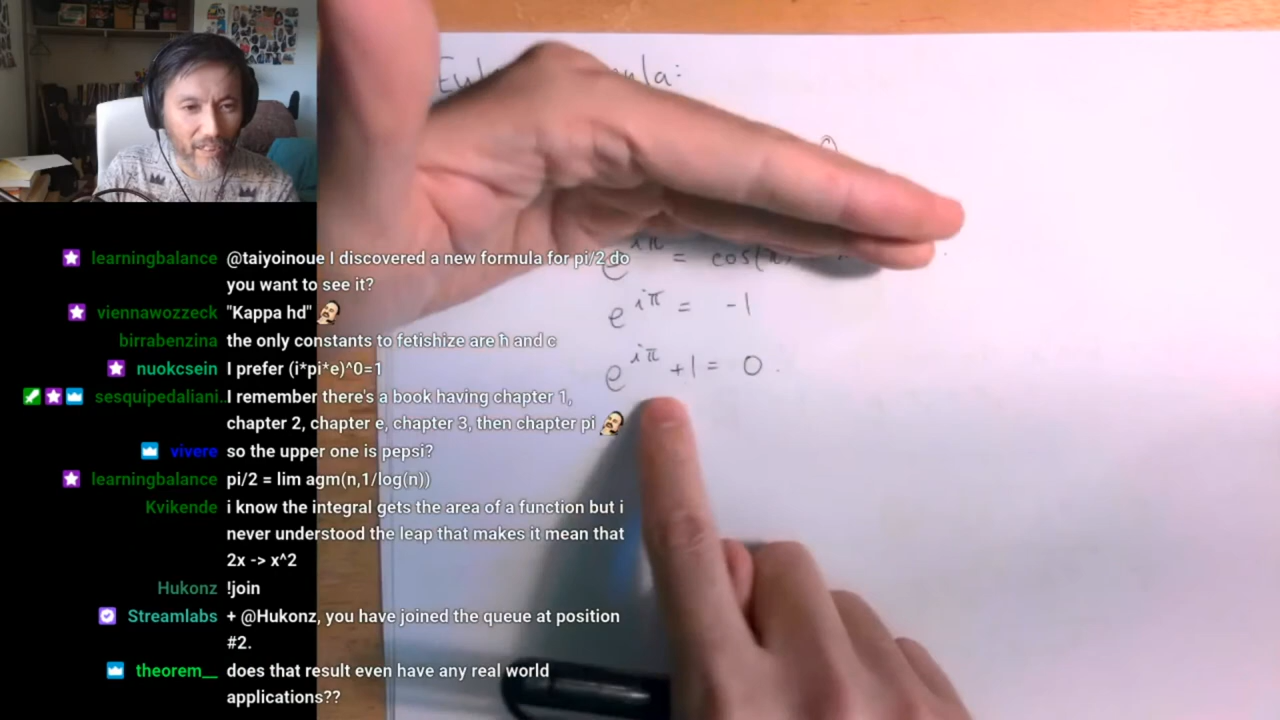 @taiyoinoue I discovered a new formula for pi/2 do
you want to see it?
learningbalance
viennawozzeck "Kappa hd"
birrabenzina the only constants to fetishize are ħ and c
nuokcsein I prefer (i*pi*e)^0=1
sesquipedaliani.. I remember there's a book having chapter 1,
chapter 2, chapter e, chapter 3, then chapter pi
vivere so the upper one is pepsi?
learningbalance pi/2 = lim agm(n,1/log(n))
Kvikende i know the integral gets the area of a function but i
never understood the leap that makes it mean that
2x -> x^2
Hukonz !join
Streamlabs + @Hukonz, you have joined the queue at position
#2.
theorem__ does that result even have any real world
applications??
e^{iπ} = cos(
e^{iπ} = -1
e^{iπ} + 1 = 0.